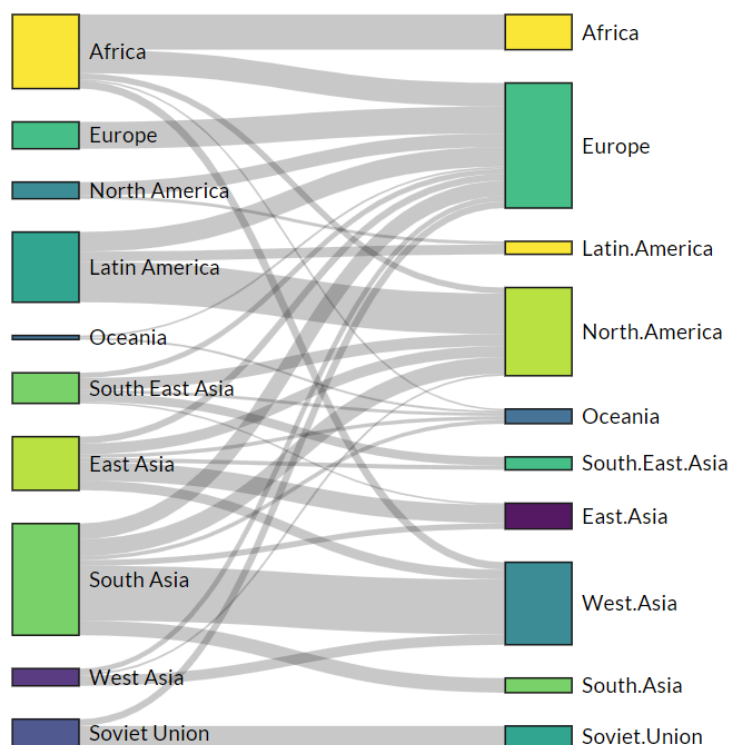 Africa
Europe
North America
Latin America
Oceania
South East Asia
East Asia
South Asia
West Asia
Soviet Union
Africa
Europe
Latin.America
North.America
Oceania
South.East.Asia
East.Asia
West.Asia
South.Asia
Soviet.Union